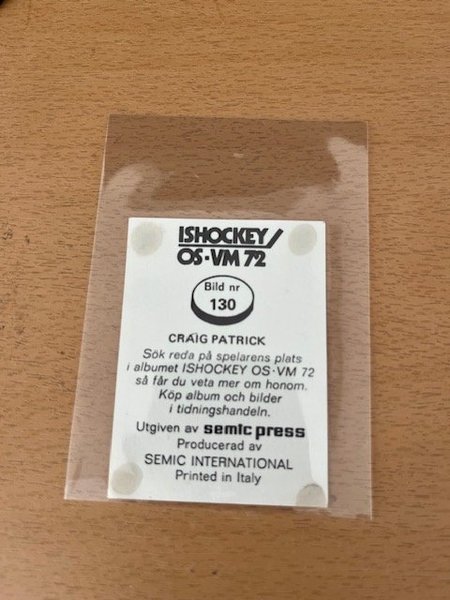 ISHOCKEY/
OS·VM 72
Bild nr
130
CRAIG PATRICK
Sök reda på spelarens plats
i albumet ISHOCKEY OS·VM 72
så får du veta mer om honom.
Köp album och bilder
i tidningshandeln.
Utgiven av semic press
Producerad av
SEMIC INTERNATIONAL
Printed in Italy